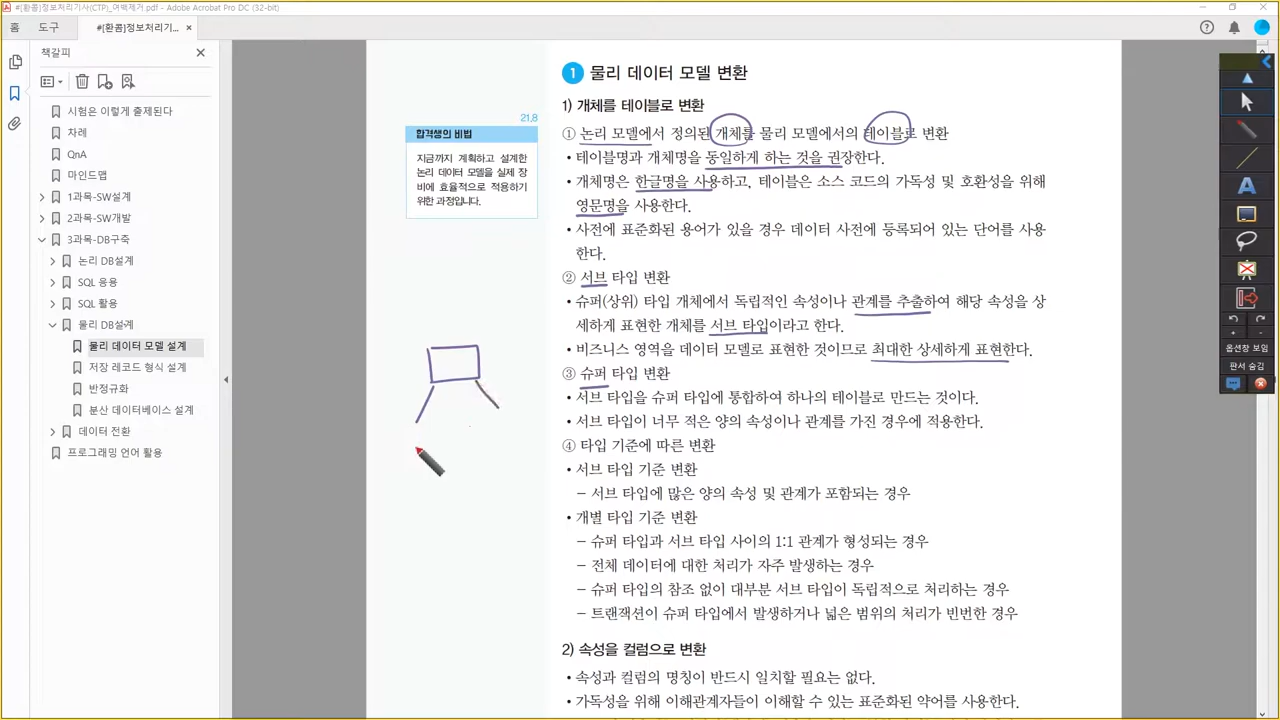 #[환콤]정보처리기사(CTP)_여백제거.pdf - Adobe Acrobat Pro DC (32-bit)
홈 도구 #[환콤]정보처리기... ×
책갈피
시험은 이렇게 출제된다
차례
QnA
마인드맵
1과목-SW설계
2과목-SW개발
3과목-DB구축
논리 DB설계
SQL 응용
SQL 활용
물리 DB설계
물리 데이터 모델 설계
저장 레코드 형식 설계
반정규화
분산 데이터베이스 설계
데이터 전환
프로그래밍 언어 활용
21.8
합격생의 비법
지금까지 계획하고 설계한
논리 데이터 모델을 실제 장
비에 효율적으로 적용하기
위한 과정입니다.
1 물리 데이터 모델 변환
1) 개체를 테이블로 변환
① 논리 모델에서 정의된 개체를 물리 모델에서의 테이블로 변환
• 테이블명과 개체명을 동일하게 하는 것을 권장한다.
• 개체명은 한글명을 사용하고, 테이블은 소스 코드의 가독성 및 호환성을 위해
영문명을 사용한다.
• 사전에 표준화된 용어가 있을 경우 데이터 사전에 등록되어 있는 단어를 사용
한다.
② 서브 타입 변환
• 슈퍼(상위) 타입 개체에서 독립적인 속성이나 관계를 추출하여 해당 속성을 상
세하게 표현한 개체를 서브 타입이라고 한다.
• 비즈니스 영역을 데이터 모델로 표현한 것이므로 최대한 상세하게 표현한다.
③ 슈퍼 타입 변환
• 서브 타입을 슈퍼 타입에 통합하여 하나의 테이블로 만드는 것이다.
• 서브 타입이 너무 적은 양의 속성이나 관계를 가진 경우에 적용한다.
④ 타입 기준에 따른 변환
• 서브 타입 기준 변환
– 서브 타입에 많은 양의 속성 및 관계가 포함되는 경우
• 개별 타입 기준 변환
– 슈퍼 타입과 서브 타입 사이의 1:1 관계가 형성되는 경우
– 전체 데이터에 대한 처리가 자주 발생하는 경우
– 슈퍼 타입의 참조 없이 대부분 서브 타입이 독립적으로 처리하는 경우
– 트랜잭션이 슈퍼 타입에서 발생하거나 넓은 범위의 처리가 빈번한 경우
2) 속성을 컬럼으로 변환
• 속성과 컬럼의 명칭이 반드시 일치할 필요는 없다.
• 가독성을 위해 이해관계자들이 이해할 수 있는 표준화된 약어를 사용한다.
옵션창 보임
판서 숨김